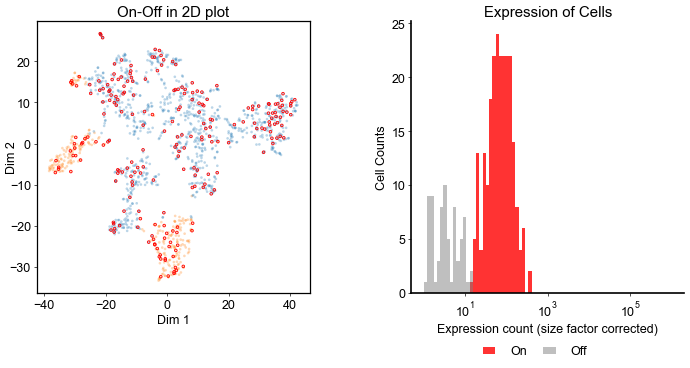 On-Off in 2D plot
Dim 2
20
10
0
−10
−20
−30
−40
−20
0
20
40
Dim 1
Expression of Cells
Cell Counts
25
20
15
10
5
0
10^1
10^3
10^5
Expression count (size factor corrected)
On
Off